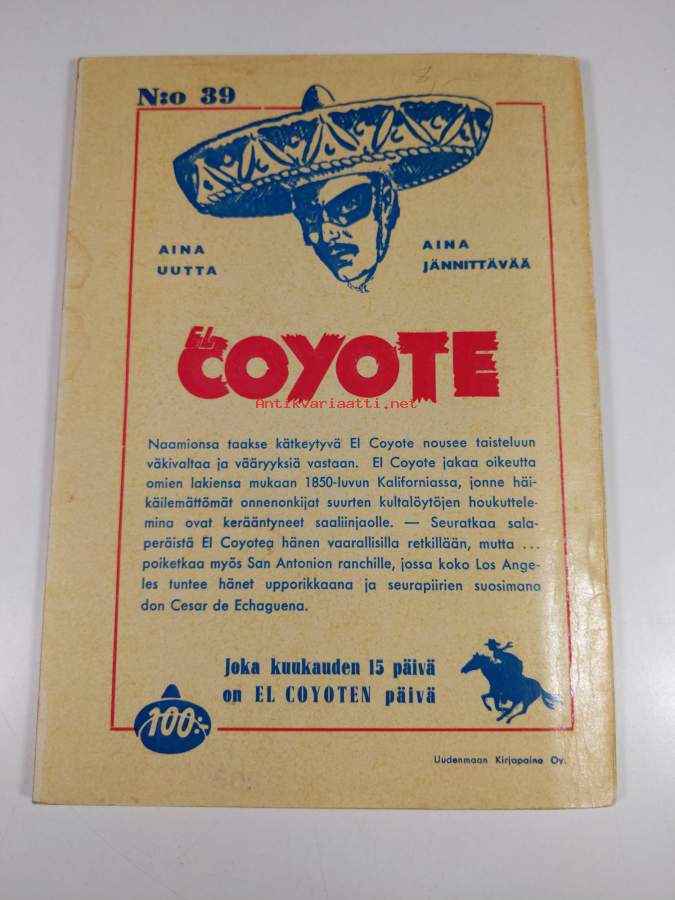 N:o 39
AINA
UUTTA
AINA
JÄNNITTÄVÄÄ
EL
COYOTE
Antikvariaatti.net
Naamionsa taakse kätkeytyvä El Coyote nousee taisteluun
väkivaltaa ja vääryyksiä vastaan. El Coyote jakaa oikeutta
omien lakiensa mukaan 1850-luvun Kaliforniassa, jonne häi-
käilemättömät onnenonkijat suurten kultalöytöjen houkuttele-
mina ovat kerääntyneet saaliinjaolle. — Seuratkaa sala-
peräistä El Coyotea hänen vaarallisilla retkillään, mutta ...
poiketkaa myös San Antonion ranchille, jossa koko Los Ange-
les tuntee hänet upporikkaana ja seurapiirien suosimana
don Cesar de Echaguena.
Joka kuukauden 15 päivä
on EL COYOTEN päivä
100:-
Uudenmaan Kirjapaino Oy.